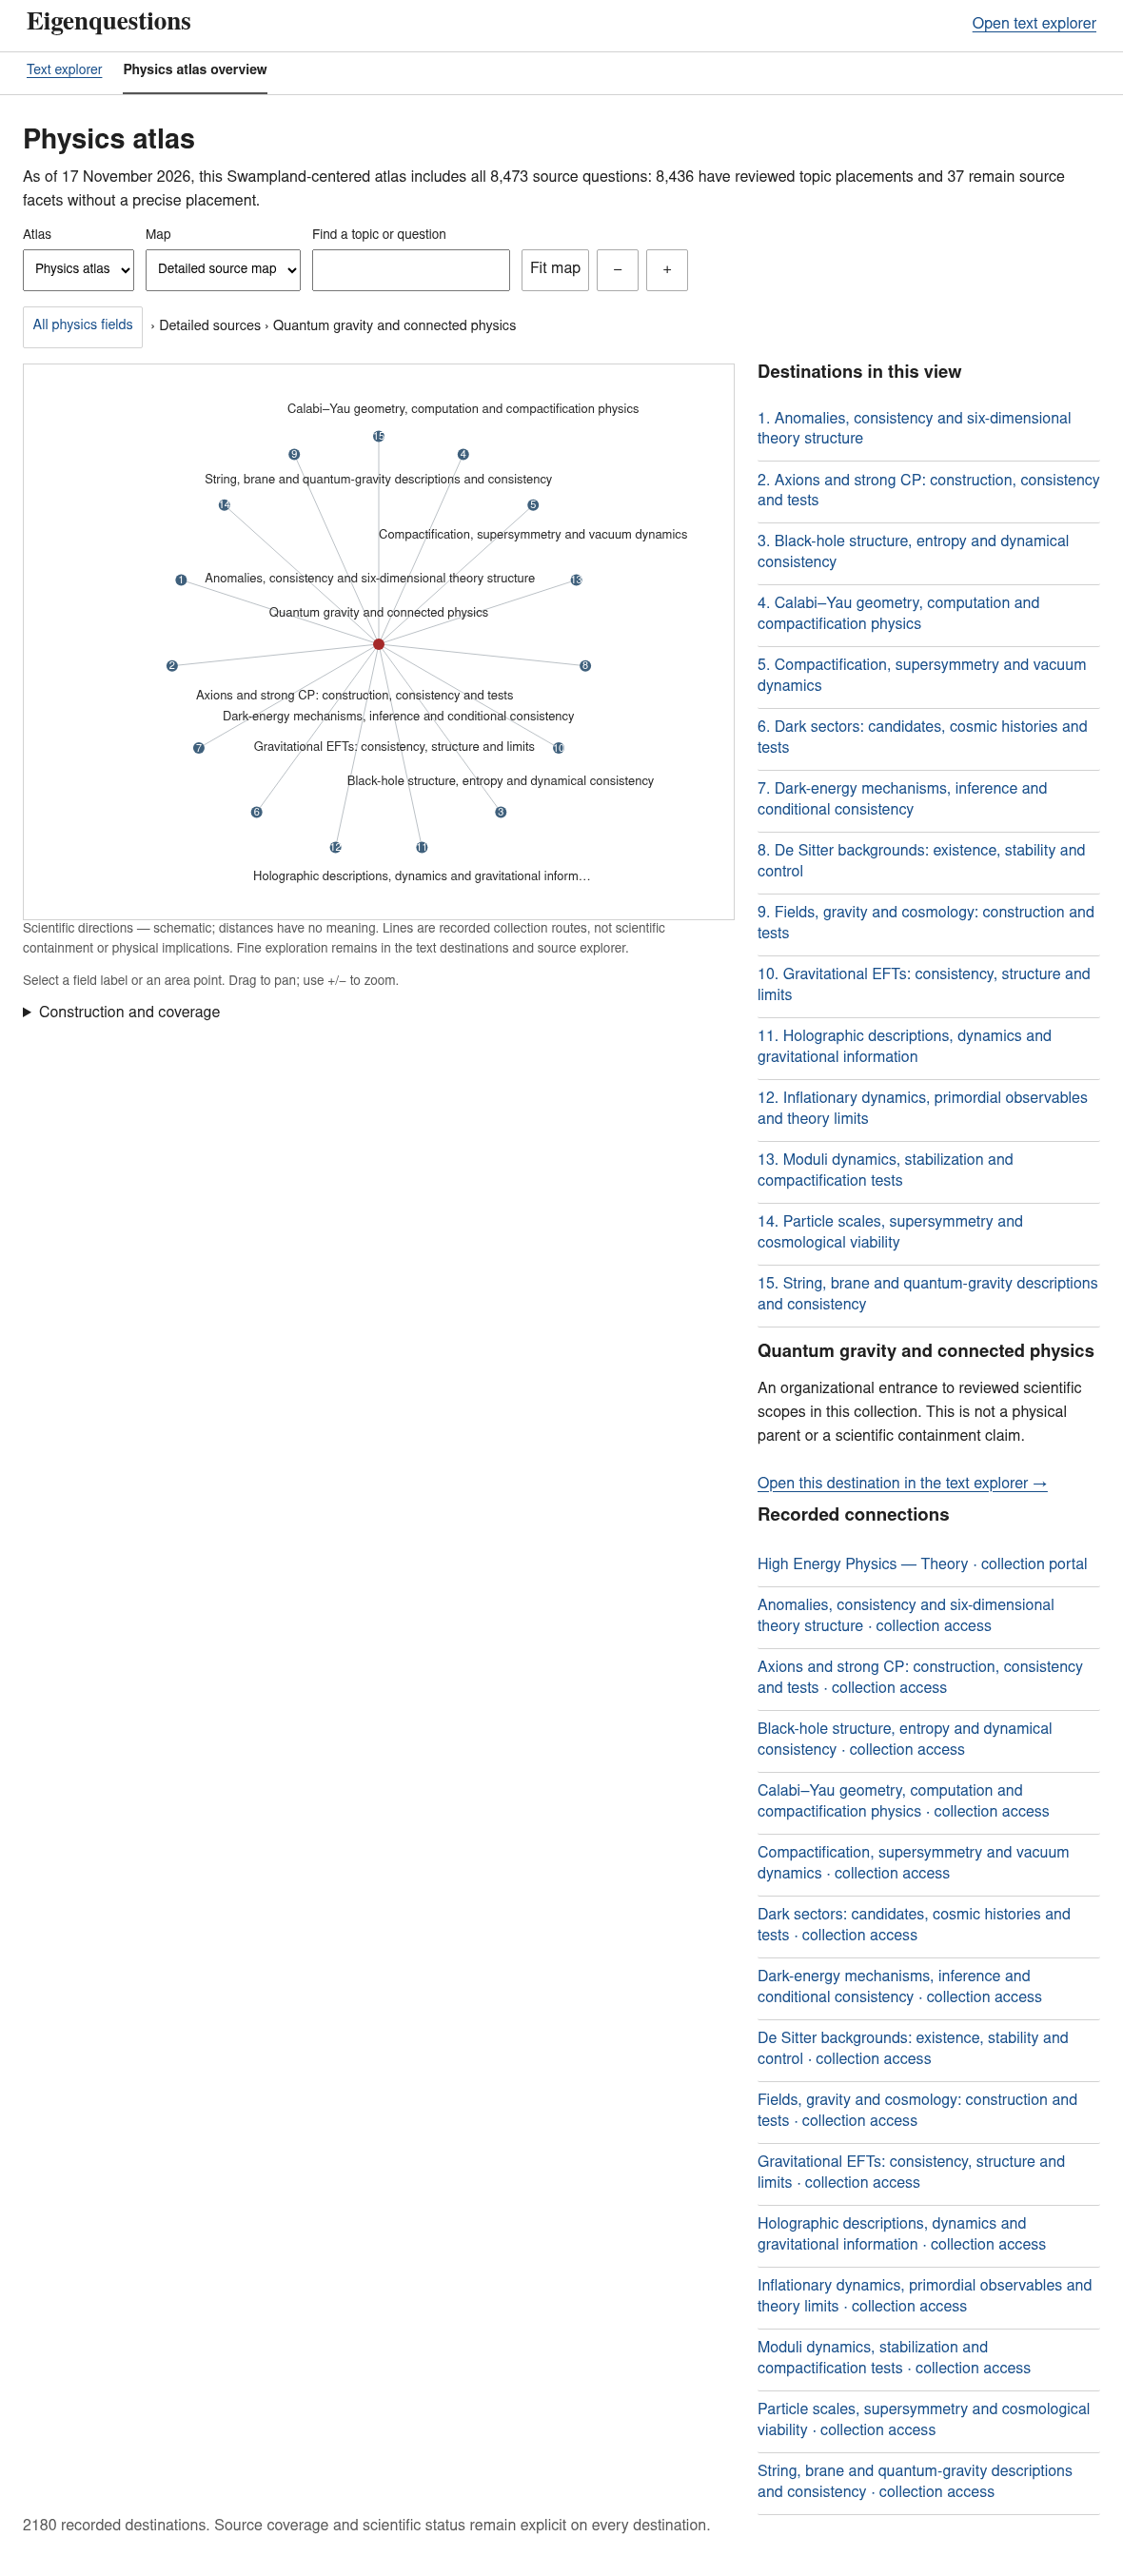 Eigenquestions
Open text explorer
Text explorer
Physics atlas overview
Physics atlas
As of 17 November 2026, this Swampland-centered atlas includes all 8,473 source questions: 8,436 have reviewed topic placements and 37 remain source
facets without a precise placement.
Atlas
Map
Find a topic or question
Physics atlas
Detailed source map
Fit map
−
+
All physics fields
› Detailed sources › Quantum gravity and connected physics
Calabi–Yau geometry, computation and compactification physics
15
9
4
String, brane and quantum-gravity descriptions and consistency
14
5
Compactification, supersymmetry and vacuum dynamics
1
Anomalies, consistency and six-dimensional theory structure
13
Quantum gravity and connected physics
2
8
Axions and strong CP: construction, consistency and tests
Dark-energy mechanisms, inference and conditional consistency
7
Gravitational EFTs: consistency, structure and limits
10
Black-hole structure, entropy and dynamical consistency
6
3
12
11
Holographic descriptions, dynamics and gravitational inform…
Scientific directions — schematic; distances have no meaning. Lines are recorded collection routes, not scientific
containment or physical implications. Fine exploration remains in the text destinations and source explorer.
Select a field label or an area point. Drag to pan; use +/− to zoom.
Construction and coverage
Destinations in this view
1. Anomalies, consistency and six-dimensional
theory structure
2. Axions and strong CP: construction, consistency
and tests
3. Black-hole structure, entropy and dynamical
consistency
4. Calabi–Yau geometry, computation and
compactification physics
5. Compactification, supersymmetry and vacuum
dynamics
6. Dark sectors: candidates, cosmic histories and
tests
7. Dark-energy mechanisms, inference and
conditional consistency
8. De Sitter backgrounds: existence, stability and
control
9. Fields, gravity and cosmology: construction and
tests
10. Gravitational EFTs: consistency, structure and
limits
11. Holographic descriptions, dynamics and
gravitational information
12. Inflationary dynamics, primordial observables
and theory limits
13. Moduli dynamics, stabilization and
compactification tests
14. Particle scales, supersymmetry and
cosmological viability
15. String, brane and quantum-gravity descriptions
and consistency
Quantum gravity and connected physics
An organizational entrance to reviewed scientific
scopes in this collection. This is not a physical
parent or a scientific containment claim.
Open this destination in the text explorer →
Recorded connections
High Energy Physics — Theory · collection portal
Anomalies, consistency and six-dimensional
theory structure · collection access
Axions and strong CP: construction, consistency
and tests · collection access
Black-hole structure, entropy and dynamical
consistency · collection access
Calabi–Yau geometry, computation and
compactification physics · collection access
Compactification, supersymmetry and vacuum
dynamics · collection access
Dark sectors: candidates, cosmic histories and
tests · collection access
Dark-energy mechanisms, inference and
conditional consistency · collection access
De Sitter backgrounds: existence, stability and
control · collection access
Fields, gravity and cosmology: construction and
tests · collection access
Gravitational EFTs: consistency, structure and
limits · collection access
Holographic descriptions, dynamics and
gravitational information · collection access
Inflationary dynamics, primordial observables and
theory limits · collection access
Moduli dynamics, stabilization and
compactification tests · collection access
Particle scales, supersymmetry and cosmological
viability · collection access
String, brane and quantum-gravity descriptions
and consistency · collection access
2180 recorded destinations. Source coverage and scientific status remain explicit on every destination.